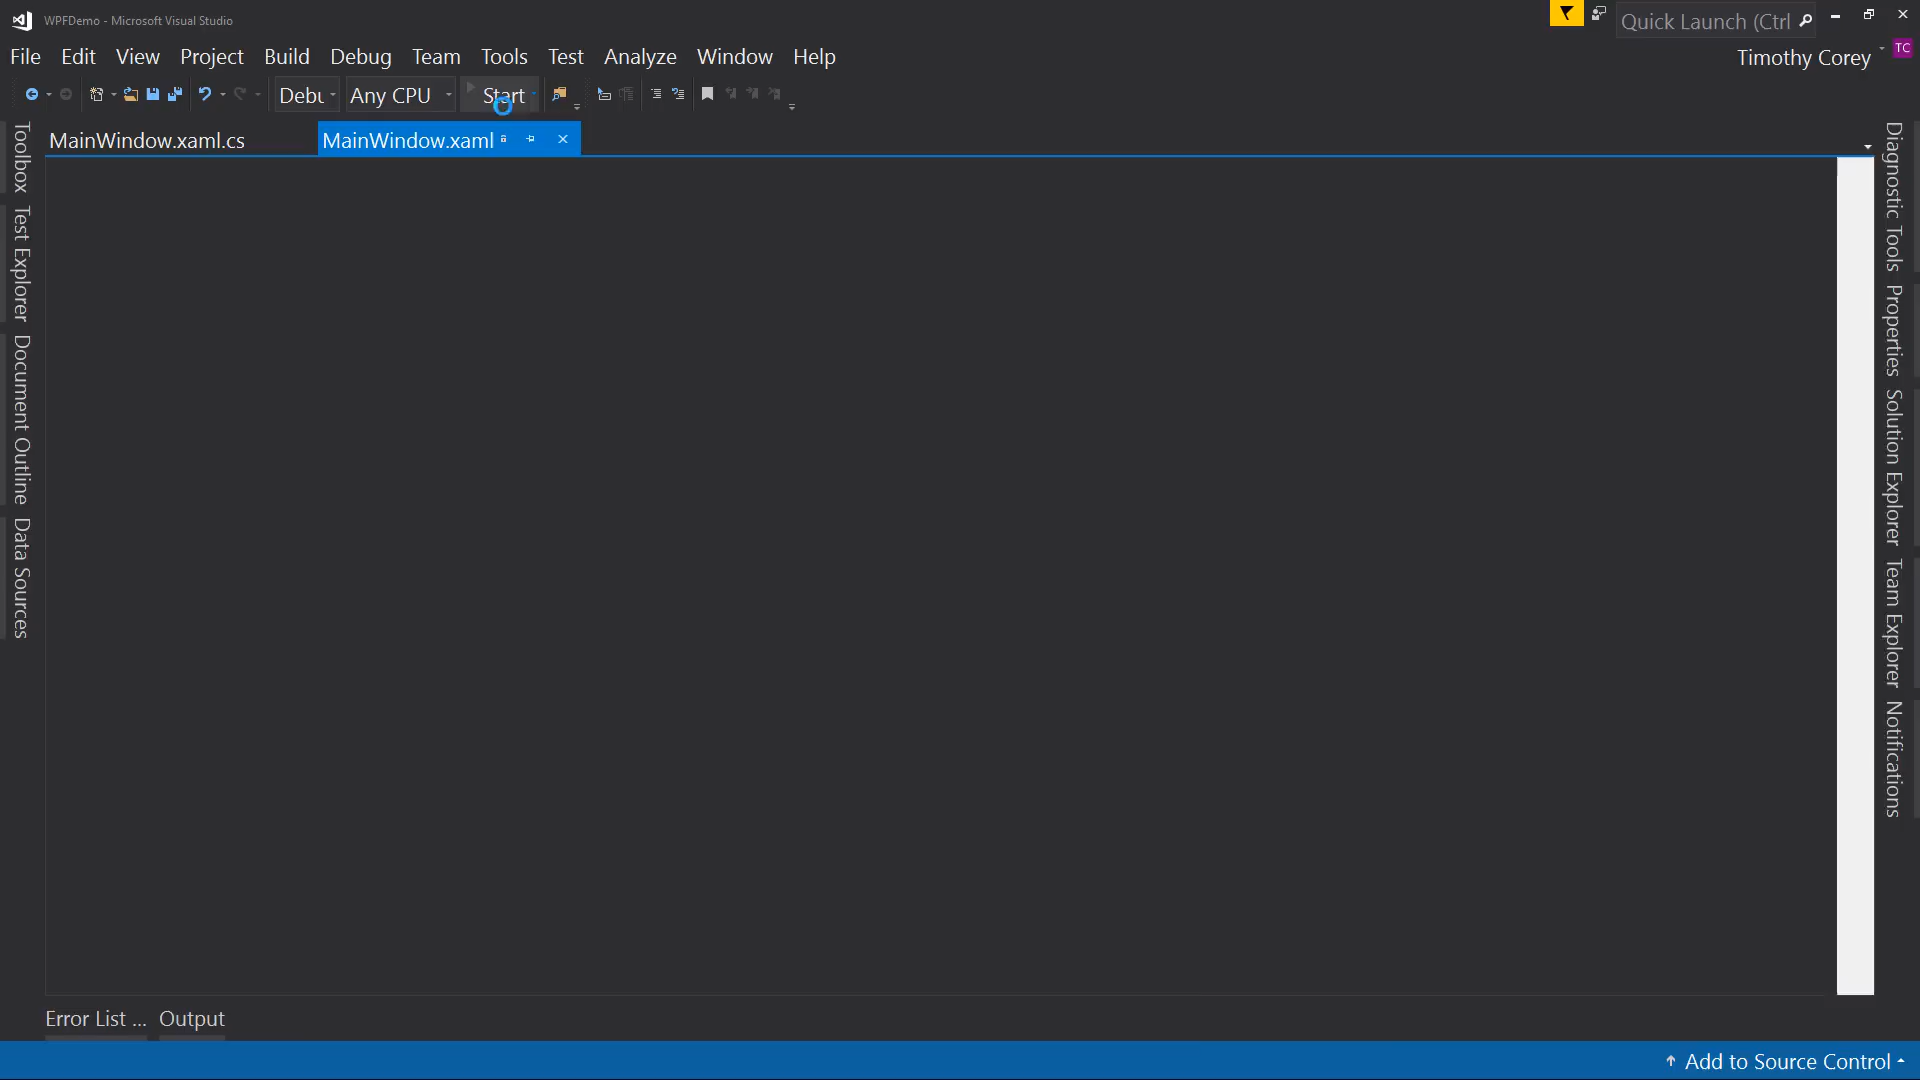 WPFDemo - Microsoft Visual Studio
Quick Launch (Ctrl
File Edit View Project Build Debug Team Tools Test Analyze Window Help
Timothy Corey
TC
Debu Any CPU Start
MainWindow.xaml.cs
MainWindow.xaml
Toolbox
Test Explorer
Document Outline
Data Sources
Diagnostic Tools
Properties
Solution Explorer
Team Explorer
Notifications
Error List ...
Output
Add to Source Control